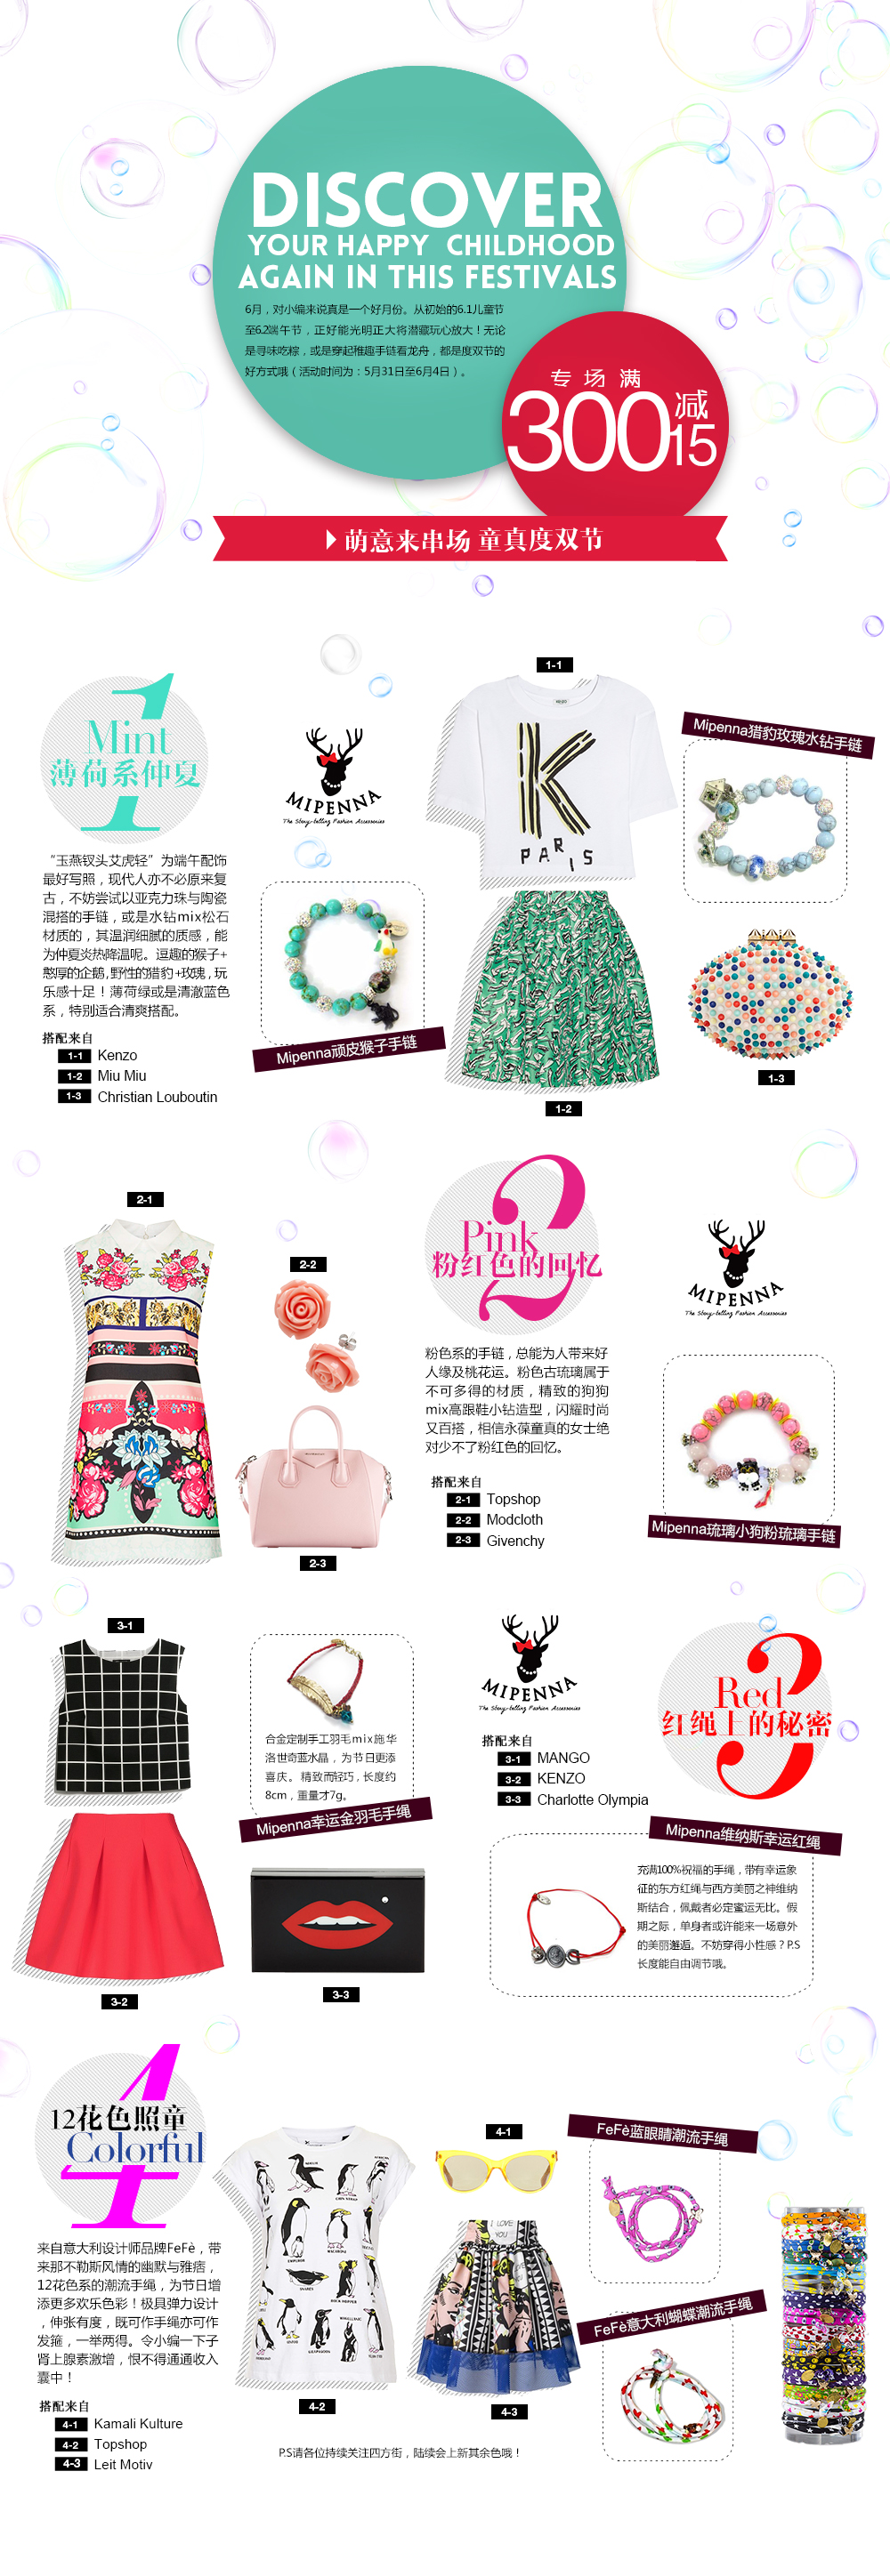 DISCOVER
YOUR HAPPY CHILDHOOD
AGAIN IN THIS FESTIVALS
6月，对小编来说真是一个好月份。从初始的6.1儿童节
至6.2端午节，正好能光明正大将潜藏玩心放大！无论
是寻味吃粽，或是穿起稚趣手链看龙舟，都是度双节的
好方式哦（活动时间为：5月31日至6月4日）。
专场满
300减15
萌意来串场 童真度双节
1
Mint
薄荷系仲夏
“玉燕钗头艾虎轻”为端午配饰
最好写照，现代人亦不必原来复
古，不妨尝试以亚克力珠与陶瓷
混搭的手链，或是水钻mix松石
材质的，其温润细腻的质感，能
为仲夏炎热降温呢。逗趣的猴子+
憨厚的企鹅,野性的猎豹+玫瑰,玩
乐感十足！薄荷绿或是清澈蓝色
系，特别适合清爽搭配。
搭配来自
1-1 Kenzo
1-2 Miu Miu
1-3 Christian Louboutin
MIPENNA
The Story-telling Fashion Accessories
Mipenna顽皮猴子手链
1-1
KENZO
K
PARIS
1-2
Mipenna猎豹玫瑰水钻手链
1-3
2-1
2-2
2-3
2
Pink
粉红色的回忆
粉色系的手链，总能为人带来好
人缘及桃花运。粉色古琉璃属于
不可多得的材质，精致的狗狗
mix高跟鞋小钻造型，闪耀时尚
又百搭，相信永葆童真的女士绝
对少不了粉红色的回忆。
搭配来自
2-1 Topshop
2-2 Modcloth
2-3 Givenchy
MIPENNA
The Story-telling Fashion Accessories
Mipenna琉璃小狗粉琉璃手链
3-1
3-2
合金定制手工羽毛mix施华
洛世奇蓝水晶，为节日更添
喜庆。精致而轻巧，长度约
8cm，重量才7g。
Mipenna幸运金羽毛手绳
3-3
MIPENNA
The Story-telling Fashion Accessories
搭配来自
3-1 MANGO
3-2 KENZO
3-3 Charlotte Olympia
3
Red
红绳上的秘密
Mipenna维纳斯幸运红绳
充满100%祝福的手绳，带有幸运象
征的东方红绳与西方美丽之神维纳
斯结合，佩戴者必定蜜运无比。假
期之际，单身者或许能来一场意外
的美丽邂逅。不妨穿得小性感？P.S
长度能自由调节哦。
4
12花色照童
Colorful
来自意大利设计师品牌FeFè，带
来那不勒斯风情的幽默与雅痞，
12花色系的潮流手绳，为节日增
添更多欢乐色彩！极具弹力设计
，伸张有度，既可作手绳亦可作
发箍，一举两得。令小编一下子
肾上腺素激增，恨不得通通收入
囊中！
搭配来自
4-1 Kamali Kulture
4-2 Topshop
4-3 Leit Motiv
4-2
4-1
I LOVE
YOU
4-3
FeFè蓝眼睛潮流手绳
FeFè意大利蝴蝶潮流手绳
P.S请各位持续关注四方街，陆续会上新其余色哦！